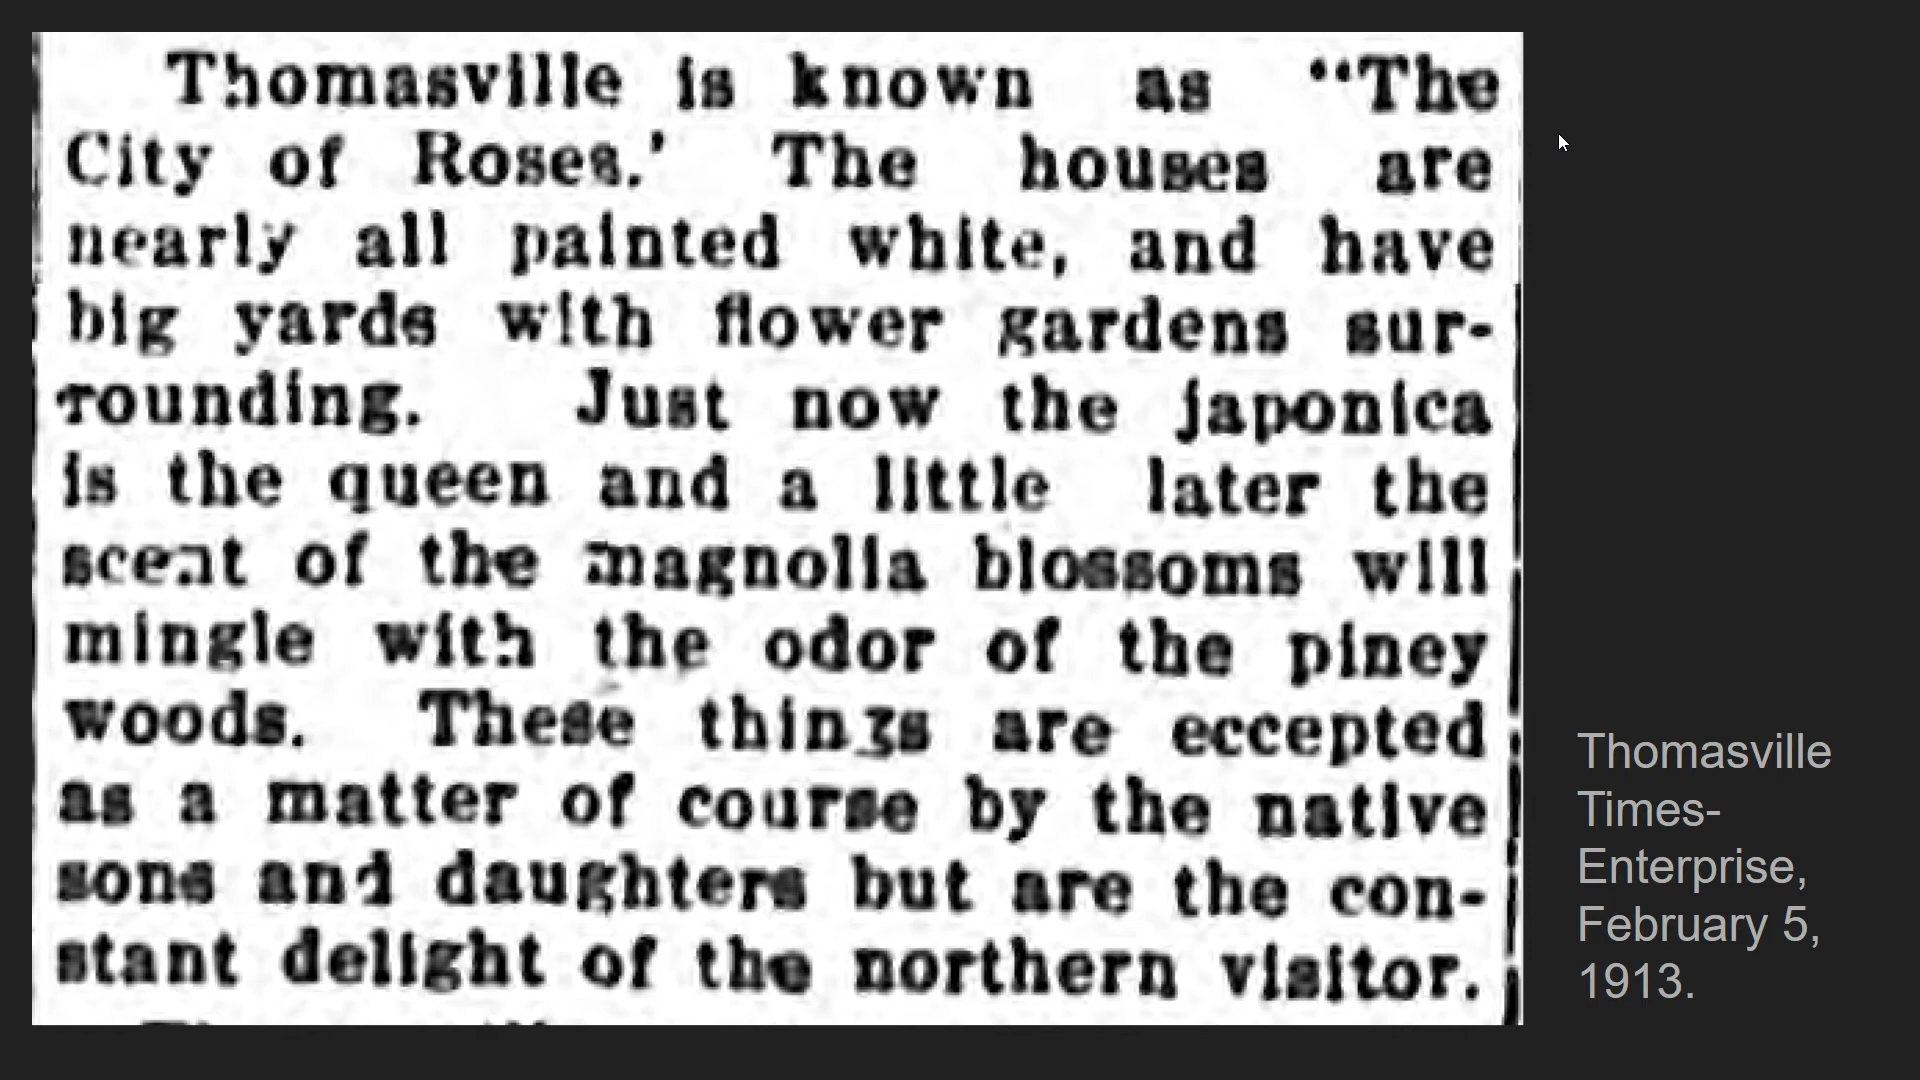 Thomasville is known as "The
City of Roses.' The houses are
nearly all painted white, and have
big yards with flower gardens sur-
rounding. Just now the japonica
is the queen and a little later the
scent of the magnolia blossoms will
mingle with the odor of the piney
woods. These things are eccepted
as a matter of course by the native
sons and daughters but are the con-
stant delight of the northern visitor.
Thomasville
Times-
Enterprise,
February 5,
1913.